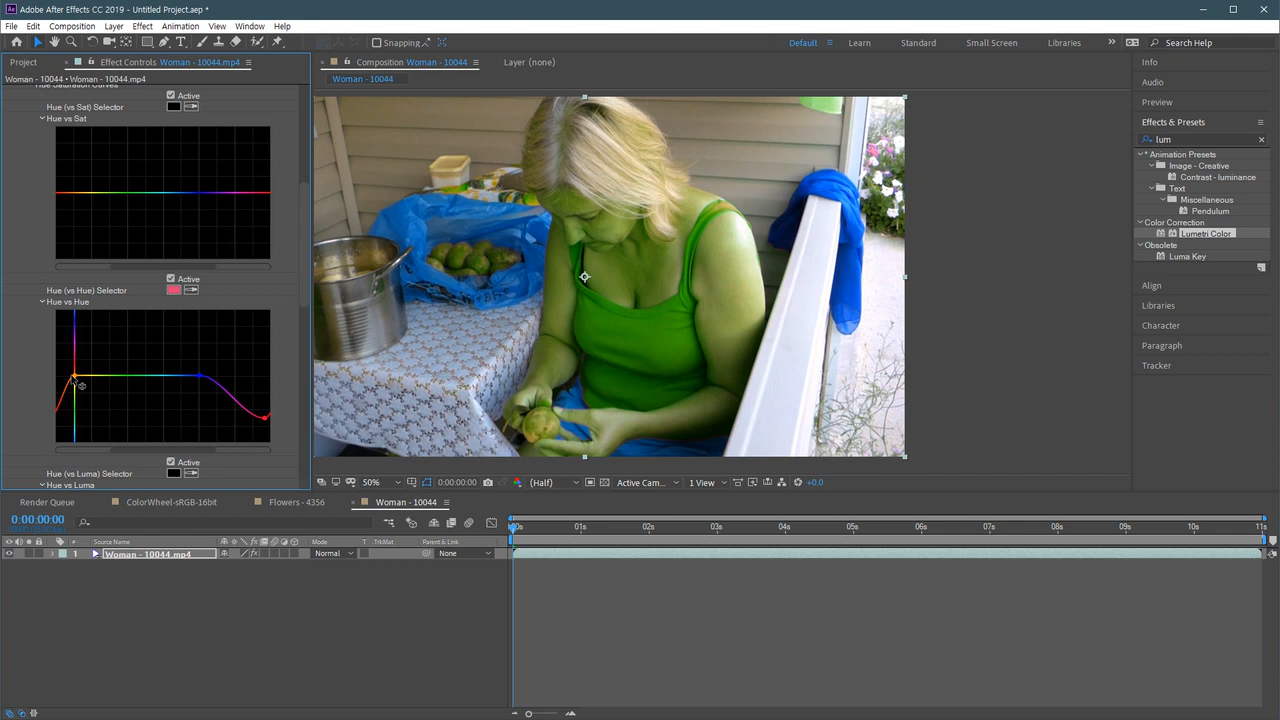 Adobe After Effects CC 2019 - Untitled Project.aep *
File Edit Composition Layer Effect Animation View Window Help
Snapping Default Learn Standard Small Screen Libraries Search Help
Project Effect Controls Woman - 10044.mp4 Composition Woman - 10044 Layer (none) Info
Woman - 10044 • Woman - 10044.mp4 Woman - 10044
Audio
Preview
Effects & Presets
lum
* Animation Presets
Image - Creative
Contrast - luminance
Text
Miscellaneous
Pendulum
Color Correction
Lumetri Color
Obsolete
Luma Key
Align
Libraries
Character
Paragraph
Tracker
Hue Saturation Curves
Active
Hue (vs Sat) Selector
Hue vs Sat
Active
Hue (vs Hue) Selector
Hue vs Hue
Active
Hue (vs Luma) Selector
Hue vs Luma
50% 0:00:00:00 (Half) Active Cam... 1 View +0.0
Render Queue ColorWheel-sRGB-16bit Flowers - 4356 Woman - 10044
0:00:00:00
01s 02s 03s 04s 05s 06s 07s 08s 09s 10s 11s
# Source Name Mode T .TrkMat Parent & Link
1 Woman - 10044.mp4 Normal None